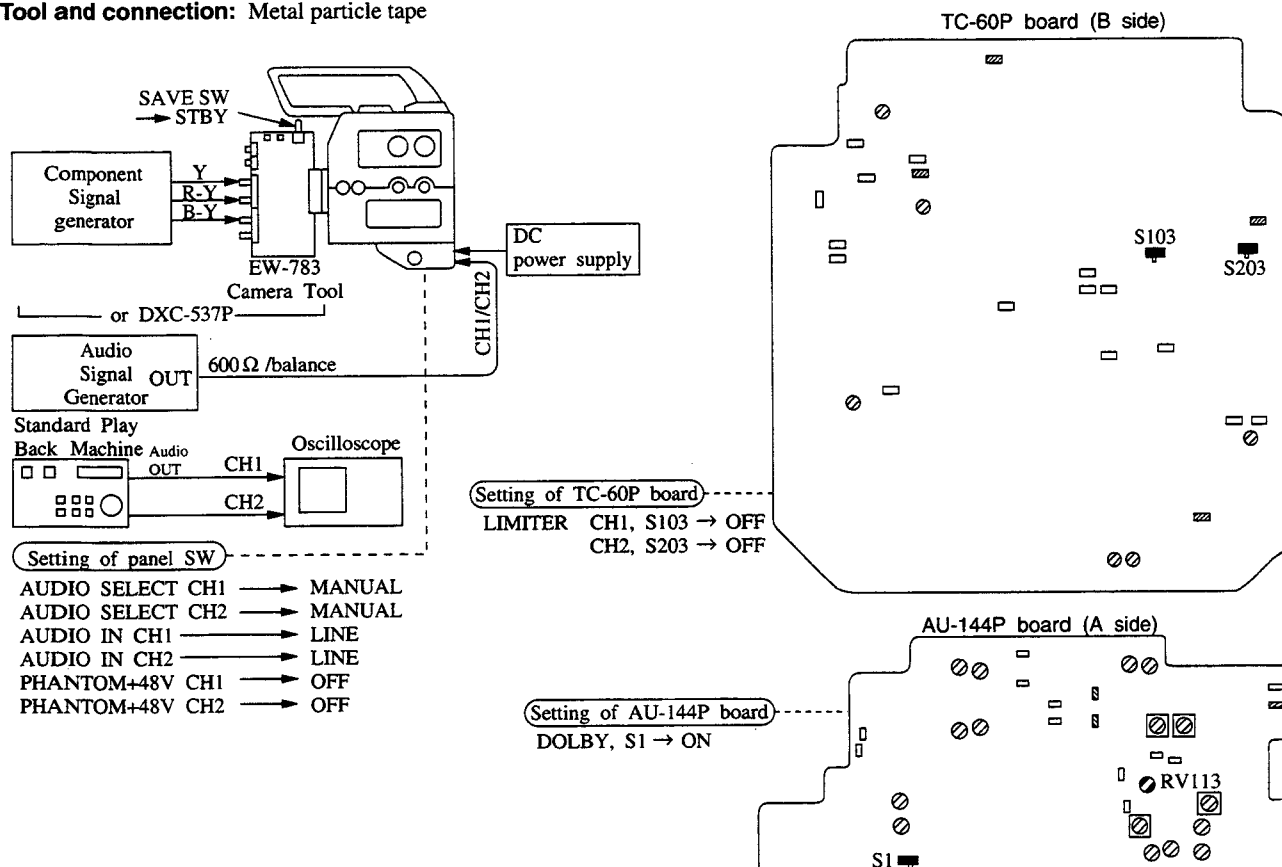 Tool and connection: Metal particle tape
TC-60P board (B side)
SAVE SW
→ STBY
Component
Signal
generator
Y
R-Y
B-Y
EW-783
Camera Tool
or DXC-537P
DC
power supply
CH1/CH2
Audio
Signal
Generator
OUT
600 Ω /balance
Standard Play
Back Machine
Audio
OUT
CH1
CH2
Oscilloscope
Setting of panel SW
AUDIO SELECT CH1 → MANUAL
AUDIO SELECT CH2 → MANUAL
AUDIO IN CH1 → LINE
AUDIO IN CH2 → LINE
PHANTOM+48V CH1 → OFF
PHANTOM+48V CH2 → OFF
S103
S203
Setting of TC-60P board
LIMITER CH1, S103 → OFF
CH2, S203 → OFF
AU-144P board (A side)
Setting of AU-144P board
DOLBY, S1 → ON
RV113
S1